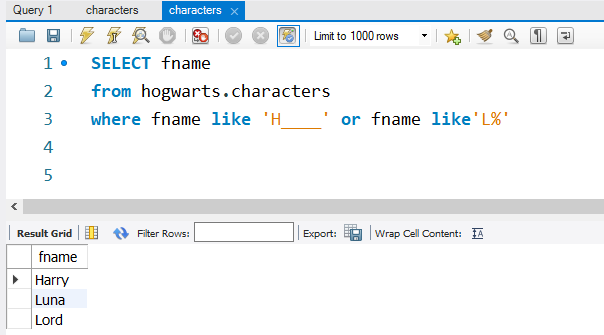 Query 1 characters characters
Limit to 1000 rows
1 SELECT fname
2 from hogwarts.characters
3 where fname like 'H____' or fname like'L%'
4
5
Result Grid Filter Rows: Export: Wrap Cell Content: IA
fname
Harry
Luna
Lord